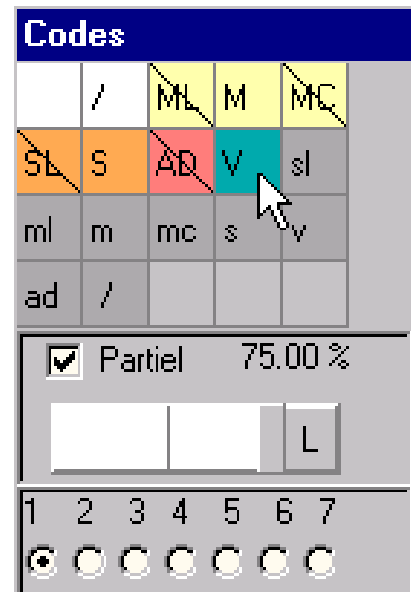 Codes
/ ML M MC
SL S AD V sl
ml m mc s v
ad /
Partiel 75.00 %
L
1 2 3 4 5 6 7